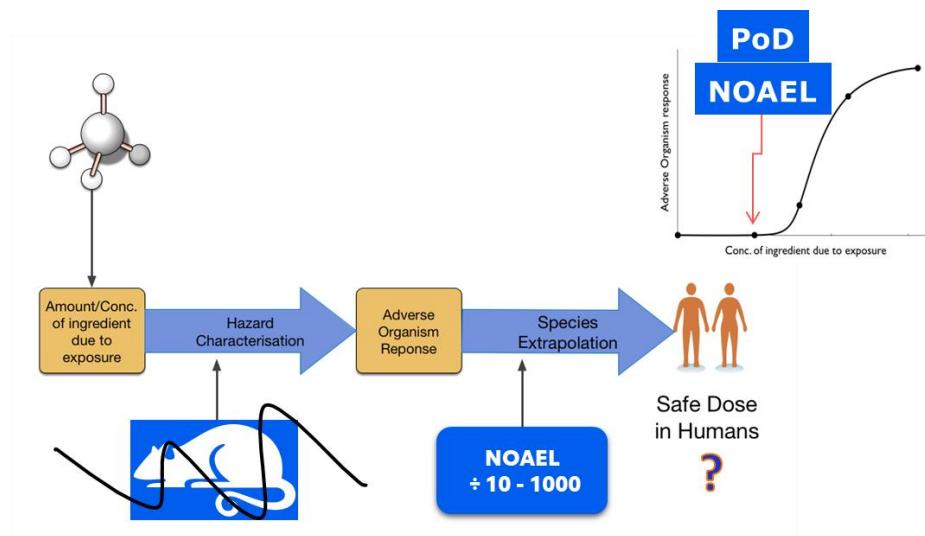 PoD
NOAEL
Adverse Organism response
Conc. of ingredient due to exposure
Amount/Conc.
of ingredient
due to
exposure
Hazard
Characterisation
Adverse
Organism
Reponse
Species
Extrapolation
Safe Dose
in Humans
?
NOAEL
÷ 10 - 1000